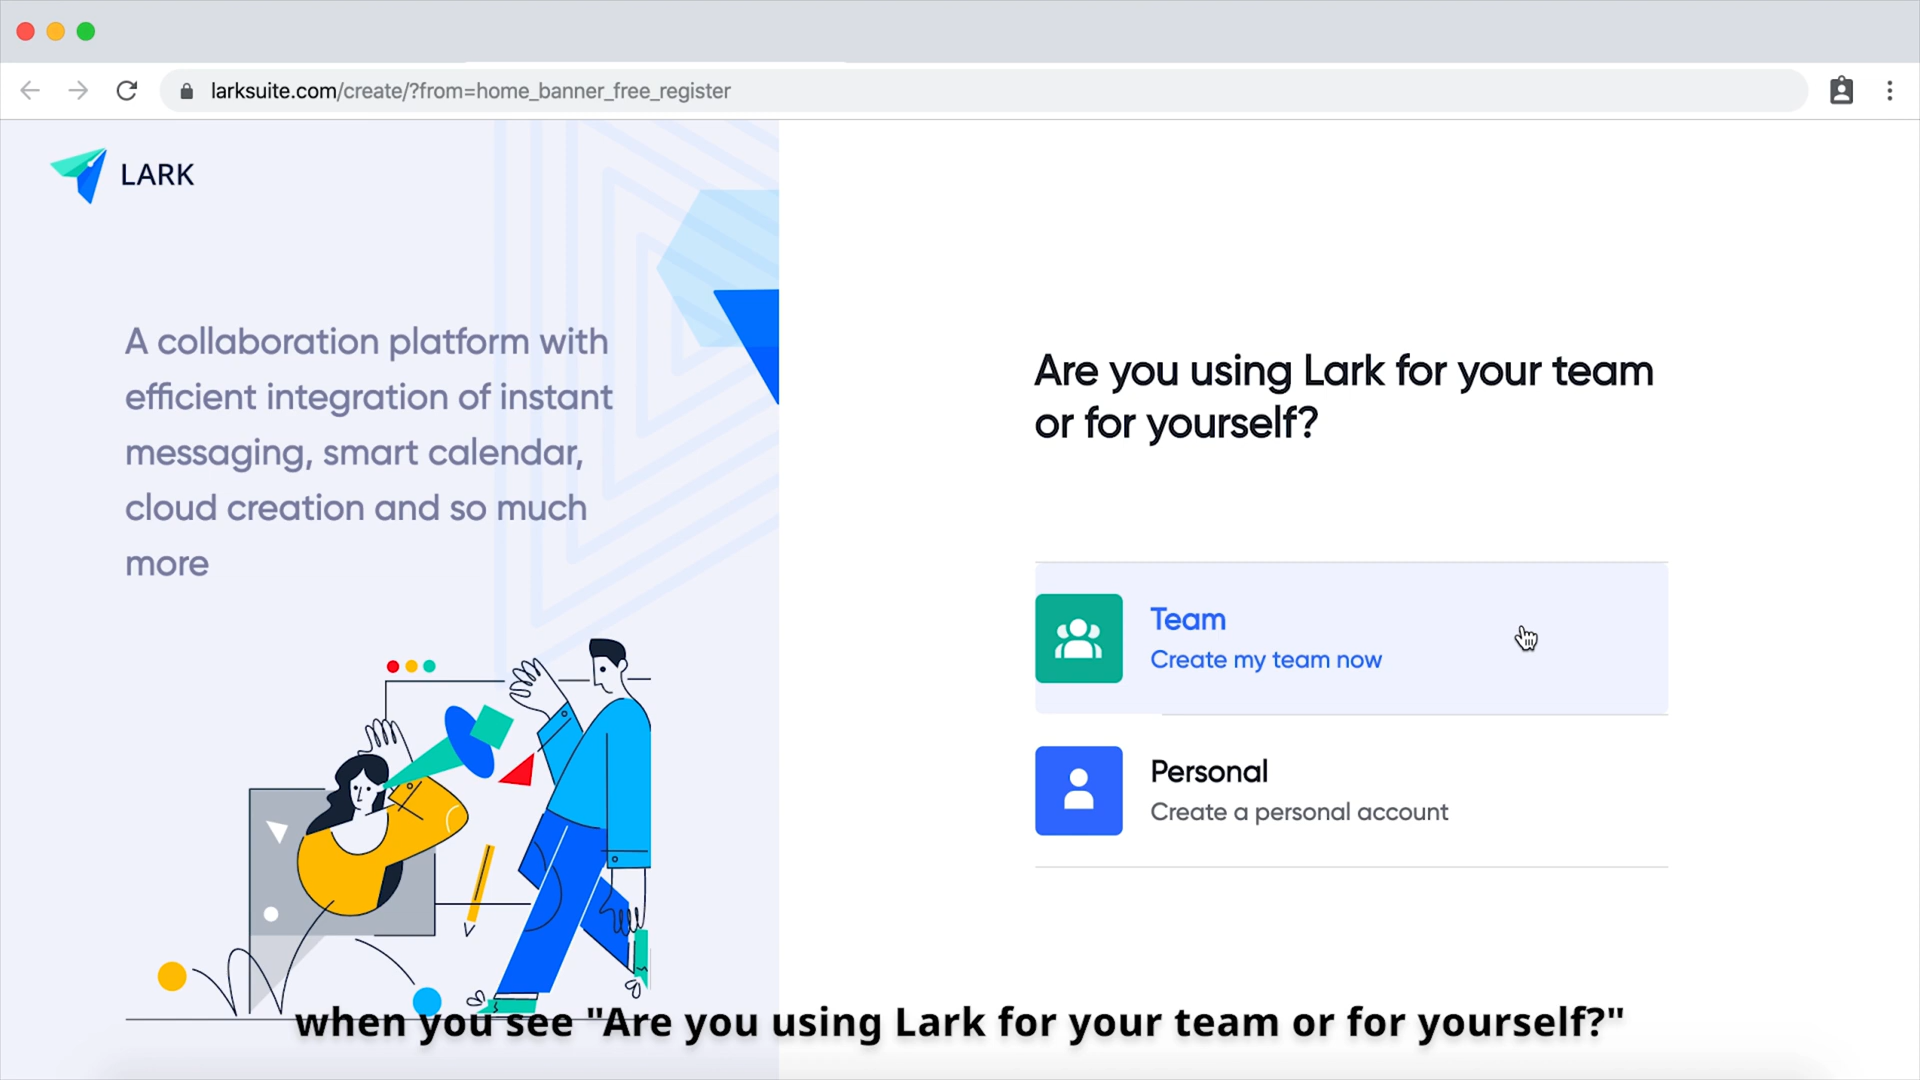 larksuite.com/create/?from=home_banner_free_register
LARK
A collaboration platform with
efficient integration of instant
messaging, smart calendar,
cloud creation and so much
more
Are you using Lark for your team
or for yourself?
Team
Create my team now
Personal
Create a personal account
when you see "Are you using Lark for your team or for yourself?"